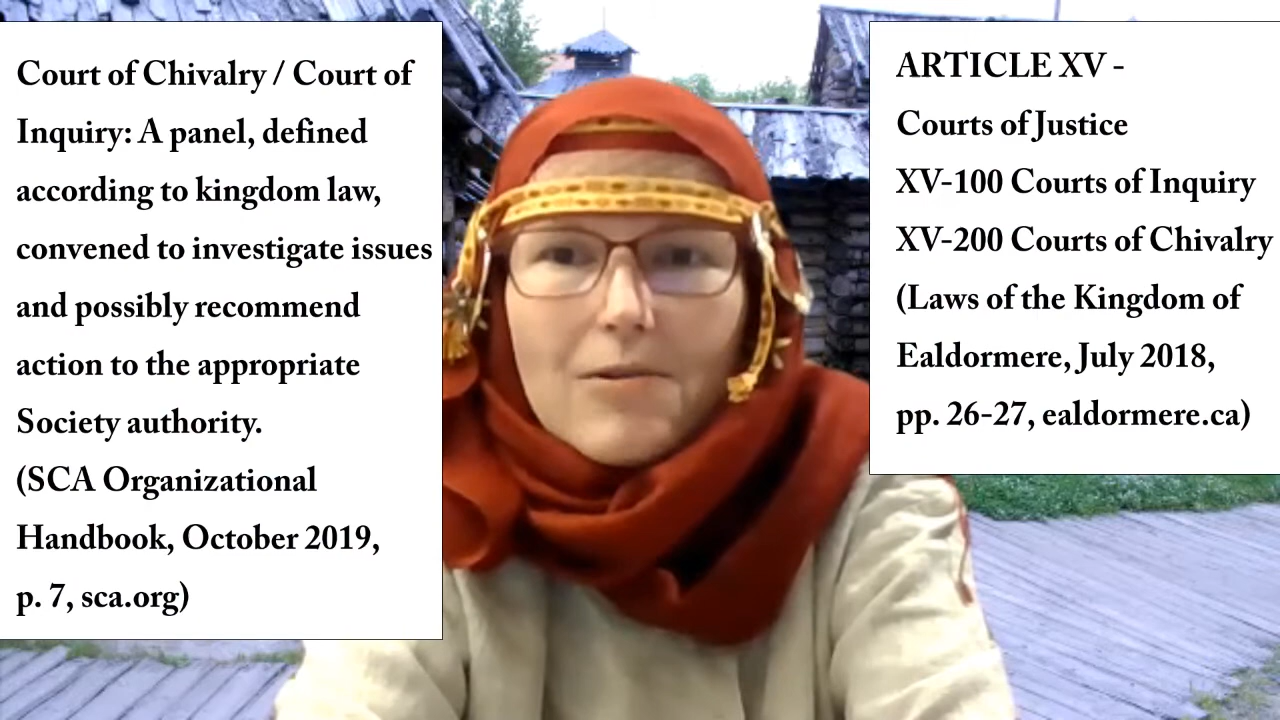 Court of Chivalry / Court of
Inquiry: A panel, defined
according to kingdom law,
convened to investigate issues
and possibly recommend
action to the appropriate
Society authority.
(SCA Organizational
Handbook, October 2019,
p. 7, sca.org)
ARTICLE XV -
Courts of Justice
XV-100 Courts of Inquiry
XV-200 Courts of Chivalry
(Laws of the Kingdom of
Ealdormere, July 2018,
pp. 26-27, ealdormere.ca)